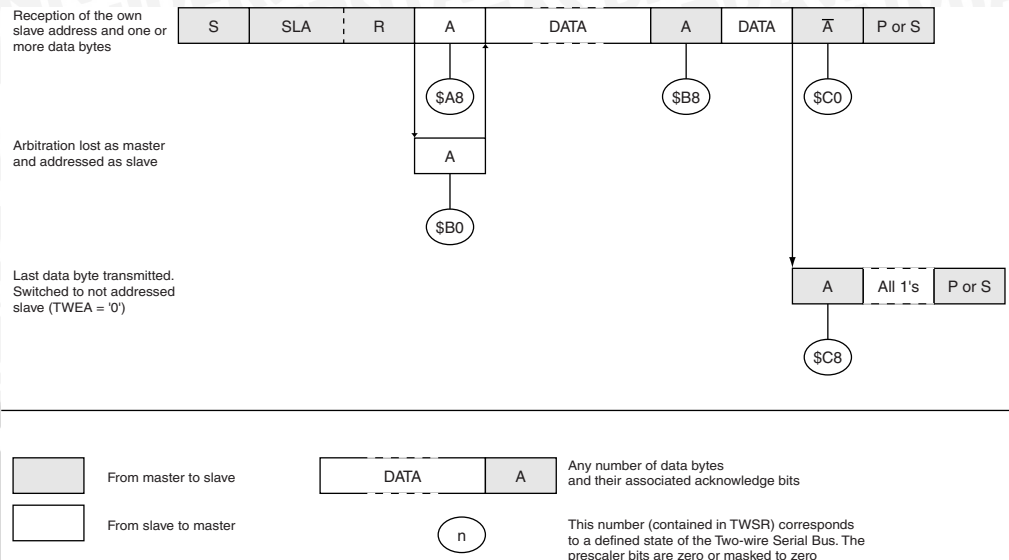 Reception of the own
slave address and one or
more data bytes
S SLA R A DATA A DATA A̅ P or S
$A8 $B8 $C0
Arbitration lost as master
and addressed as slave
A
$B0
Last data byte transmitted.
Switched to not addressed
slave (TWEA = '0')
A All 1's P or S
$C8
From master to slave
DATA A
Any number of data bytes
and their associated acknowledge bits
From slave to master
n
This number (contained in TWSR) corresponds
to a defined state of the Two-wire Serial Bus. The
prescaler bits are zero or masked to zero